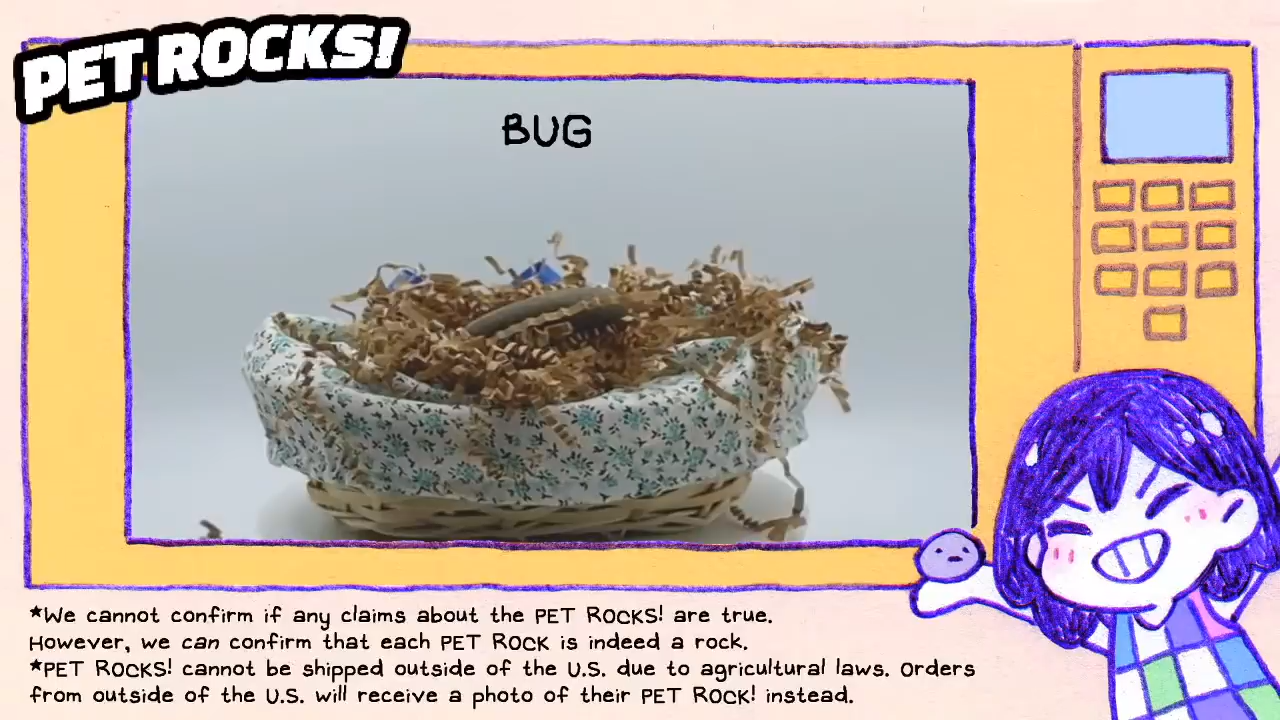 PET ROCKS!
BUG
*We cannot confirm if any claims about the PET ROCKS! are true.
However, we can confirm that each PET ROCK is indeed a rock.
*PET ROCKS! cannot be shipped outside of the U.S. due to agricultural laws. Orders
from outside of the U.S. will receive a photo of their PET ROCK! instead.